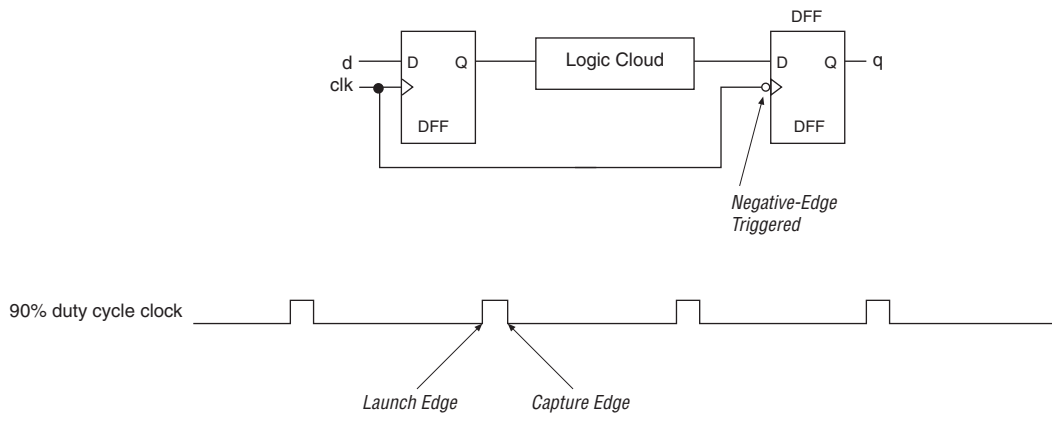 DFF
d
D
Q
Logic Cloud
D
Q
q
clk
DFF
DFF
Negative-Edge
Triggered
90% duty cycle clock
Launch Edge
Capture Edge